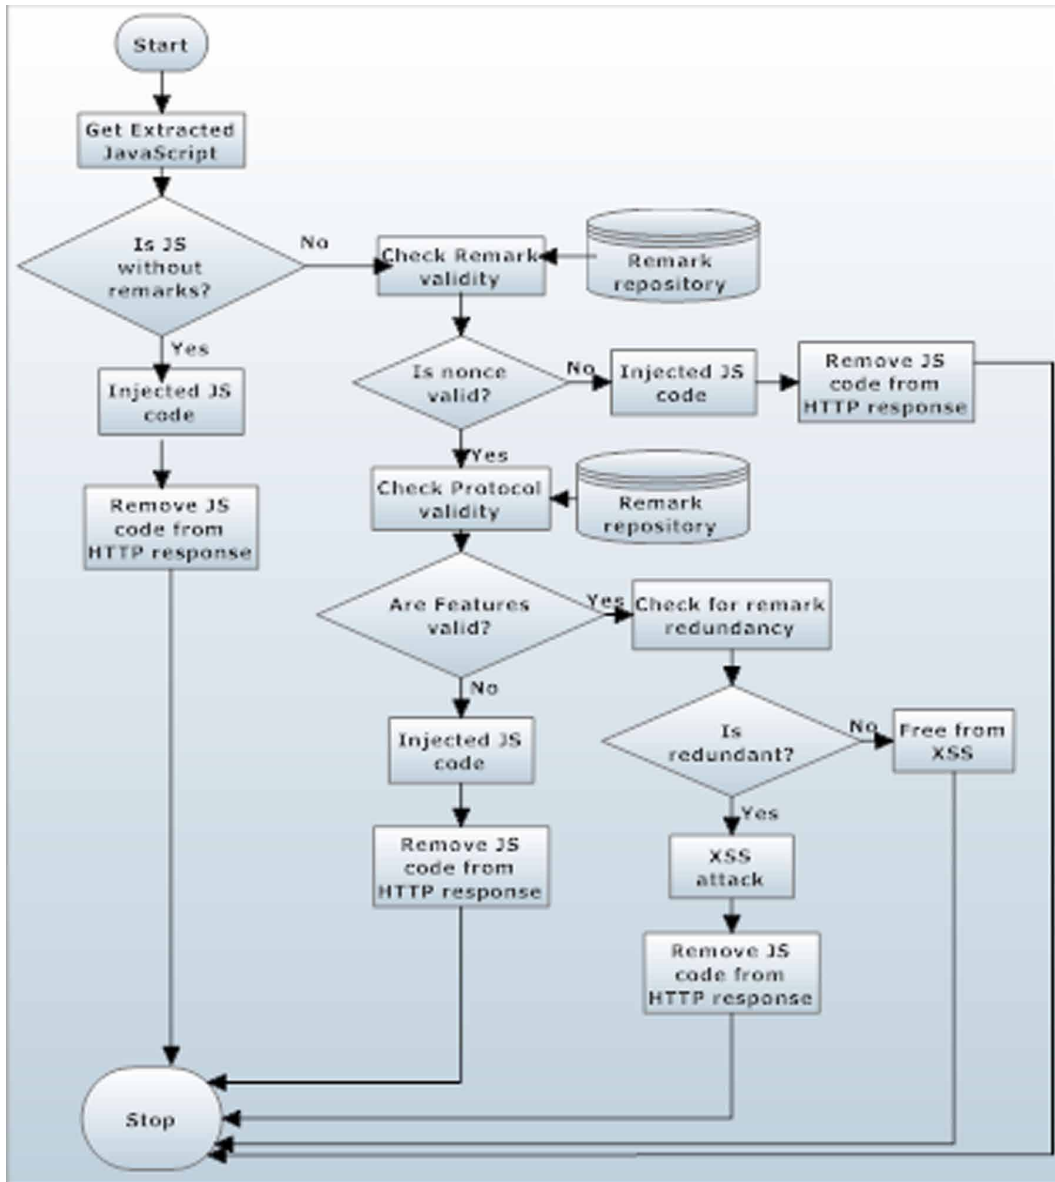 Start
Get Extracted
JavaScript
Is JS
without
remarks?
No
Check Remark
validity
Remark
repository
Yes
Injected JS
code
Is nonce
valid?
No
Injected JS
code
Remove JS
code from
HTTP response
Yes
Check Protocol
validity
Remark
repository
Remove JS
code from
HTTP response
Are Features
valid?
Yes
Check for remark
redundancy
No
Injected JS
code
Is
redundant?
No
Free from
XSS
Yes
Remove JS
code from
HTTP response
XSS
attack
Remove JS
code from
HTTP response
Stop